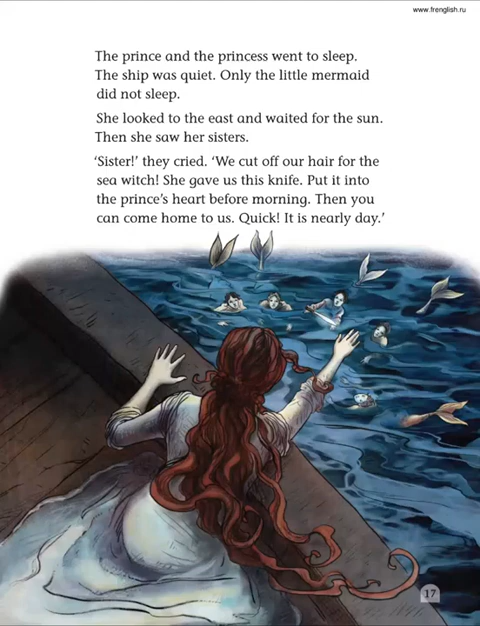 www.frenglish.ru
The prince and the princess went to sleep.
The ship was quiet. Only the little mermaid
did not sleep.
She looked to the east and waited for the sun.
Then she saw her sisters.
‘Sister!’ they cried. ‘We cut off our hair for the
sea witch! She gave us this knife. Put it into
the prince’s heart before morning. Then you
can come home to us. Quick! It is nearly day.’
17